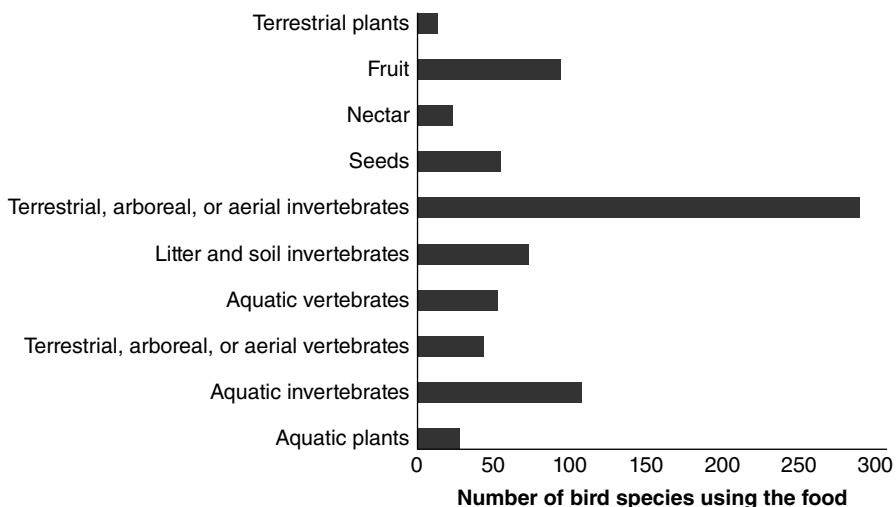 Terrestrial plants
Fruit
Nectar
Seeds
Terrestrial, arboreal, or aerial invertebrates
Litter and soil invertebrates
Aquatic vertebrates
Terrestrial, arboreal, or aerial vertebrates
Aquatic invertebrates
Aquatic plants
0 50 100 150 200 250 300
Number of bird species using the food